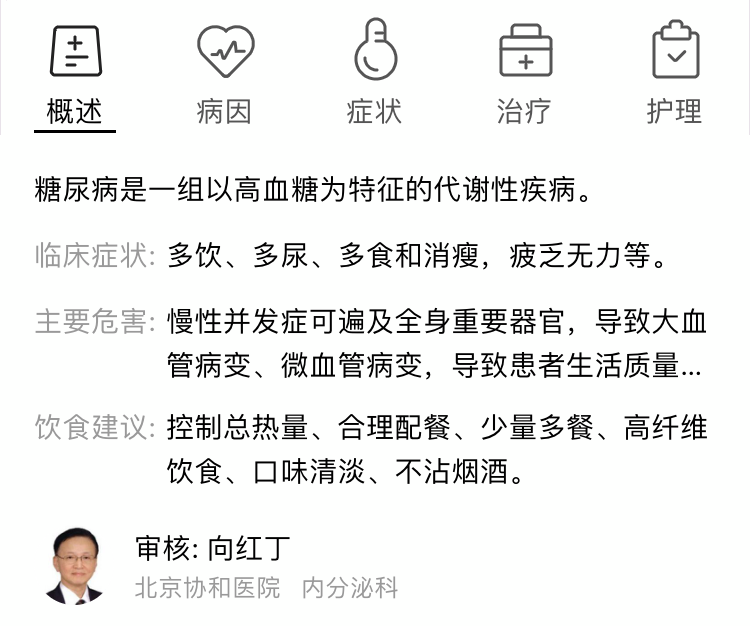 概述 病因 症状 治疗 护理
糖尿病是一组以高血糖为特征的代谢性疾病。
临床症状: 多饮、多尿、多食和消瘦，疲乏无力等。
主要危害: 慢性并发症可遍及全身重要器官，导致大血
管病变、微血管病变，导致患者生活质量...
饮食建议: 控制总热量、合理配餐、少量多餐、高纤维
饮食、口味清淡、不沾烟酒。
审核: 向红丁
北京协和医院 内分泌科